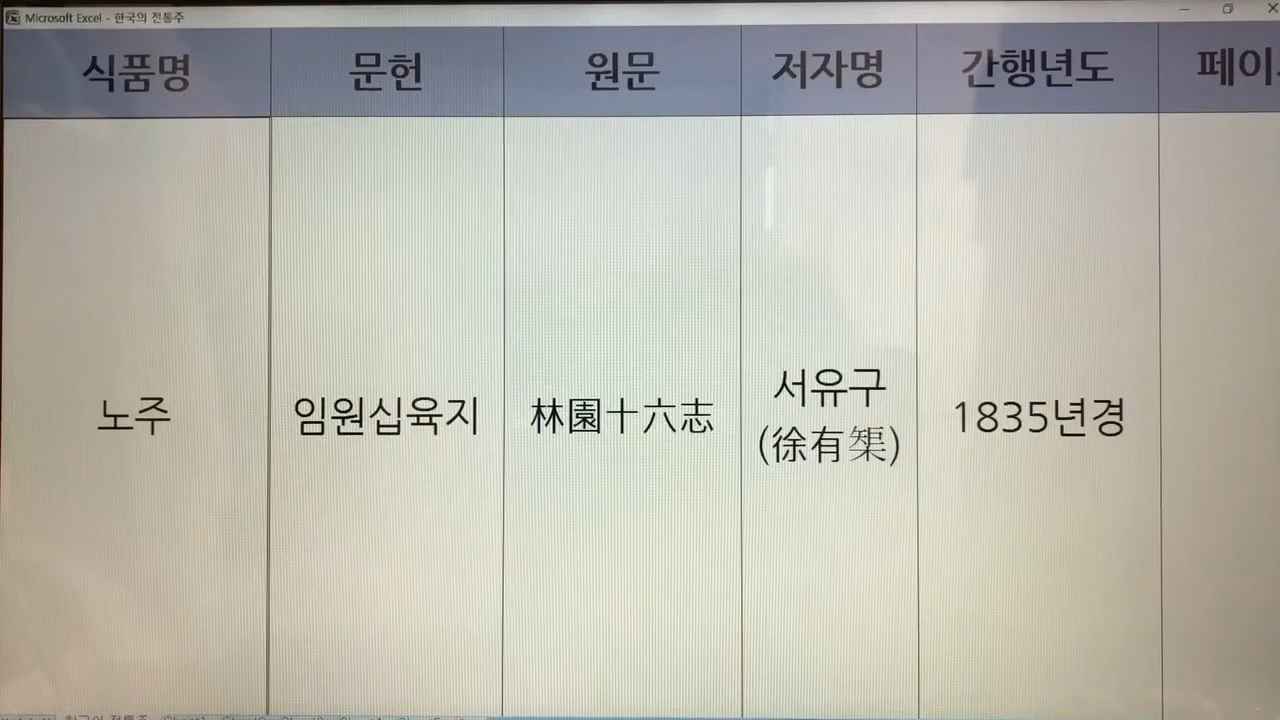 Microsoft Excel - 한국의 전통주
식품명 문헌 원문 저자명 간행년도
노주 임원십육지 林園十六志 서유구 (徐有榘) 1835년경